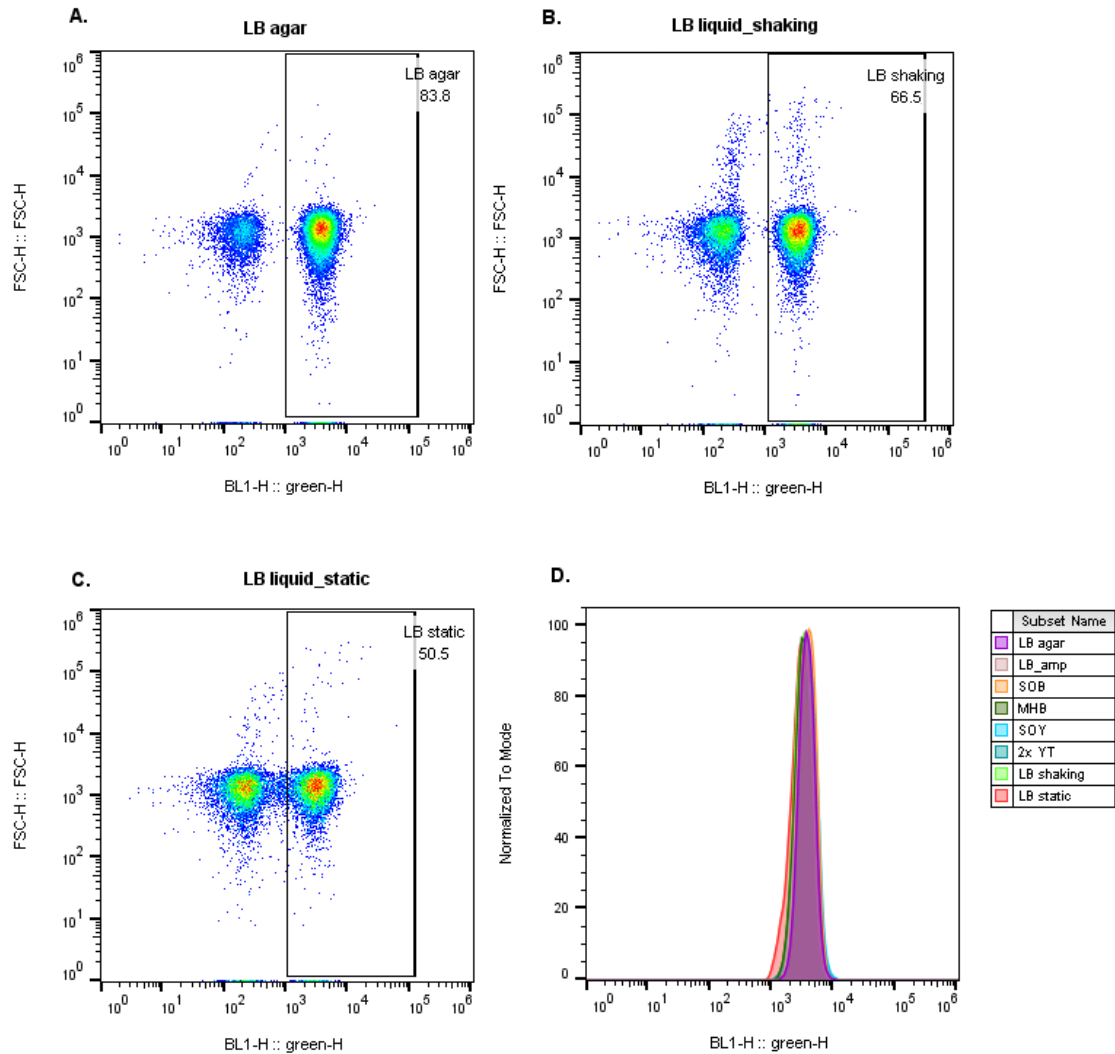 A.
LB agar
LB agar
83.8
10^6
10^5
10^4
10^3
10^2
10^1
10^0
FSC-H :: FSC-H
10^0 10^1 10^2 10^3 10^4 10^5 10^6
BL1-H :: green-H
B.
LB liquid_shaking
LB shaking
66.5
10^6
10^5
10^4
10^3
10^2
10^1
10^0
FSC-H :: FSC-H
10^0 10^1 10^2 10^3 10^4 10^5 10^6
BL1-H :: green-H
C.
LB liquid_static
LB static
50.5
10^6
10^5
10^4
10^3
10^2
10^1
10^0
FSC-H :: FSC-H
10^0 10^1 10^2 10^3 10^4 10^5 10^6
BL1-H :: green-H
D.
100
80
60
40
20
0
Normalized To Mode
10^0 10^1 10^2 10^3 10^4 10^5 10^6
BL1-H :: green-H
Subset Name
LB agar
LB_amp
SOB
MHB
SOY
2x YT
LB shaking
LB static